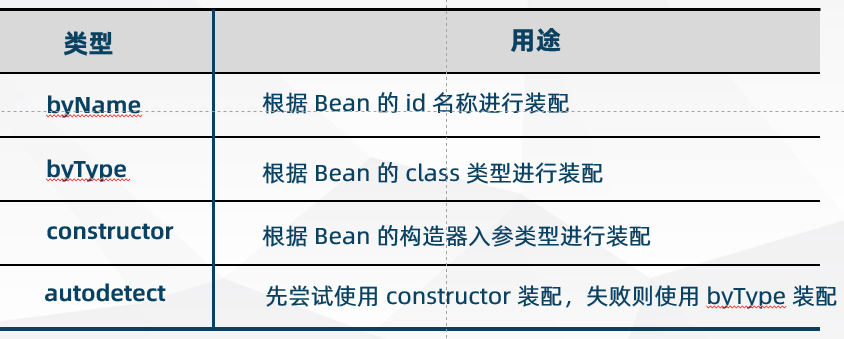 类型 用途
byName 根据 Bean 的 id 名称进行装配
byType 根据 Bean 的 class 类型进行装配
constructor 根据 Bean 的构造器入参类型进行装配
autodetect 先尝试使用 constructor 装配，失败则使用 byType 装配